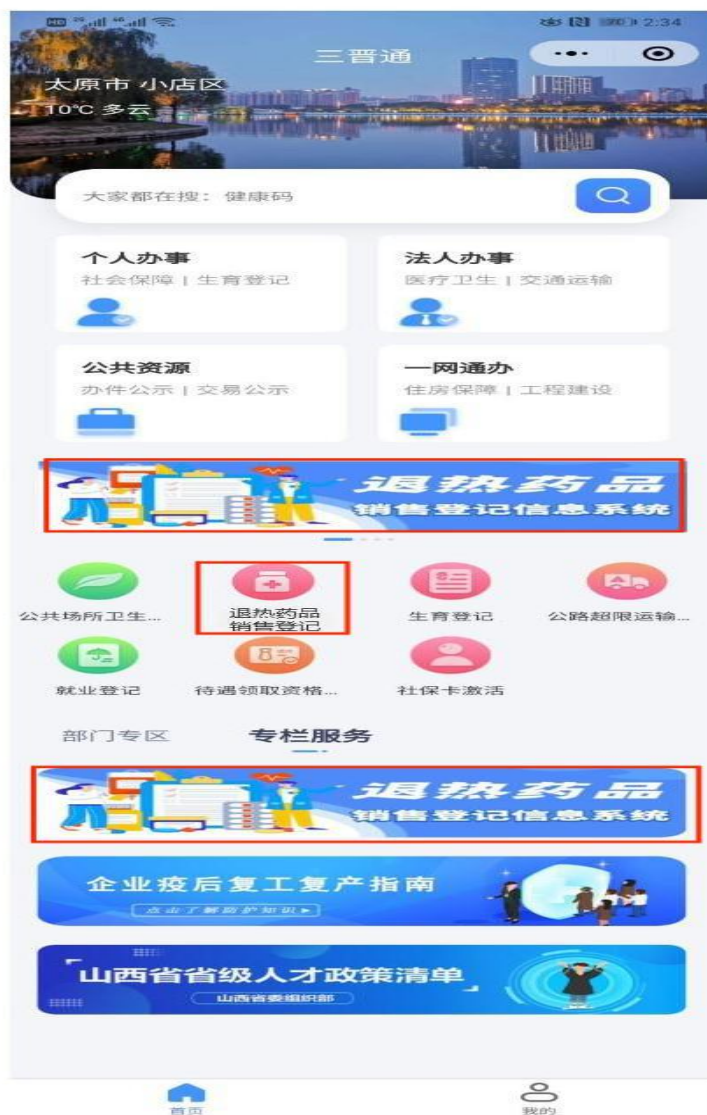 HD 2G 4G 2:34
三晋通
太原市 小店区
10℃ 多云
大家都在搜：健康码
个人办事
社会保障 | 生育登记
法人办事
医疗卫生 | 交通运输
公共资源
办件公示 | 交易公示
一网通办
住房保障 | 工程建设
退热药品
销售登记信息系统
公共场所卫生...
退热药品
销售登记
生育登记
公路超限运输...
就业登记
待遇领取资格...
社保卡激活
部门专区
专栏服务
退热药品
销售登记信息系统
企业疫后复工复产指南
点击了解防护知识▶
「山西省省级人才政策清单」
山西省委组织部
首页
我的